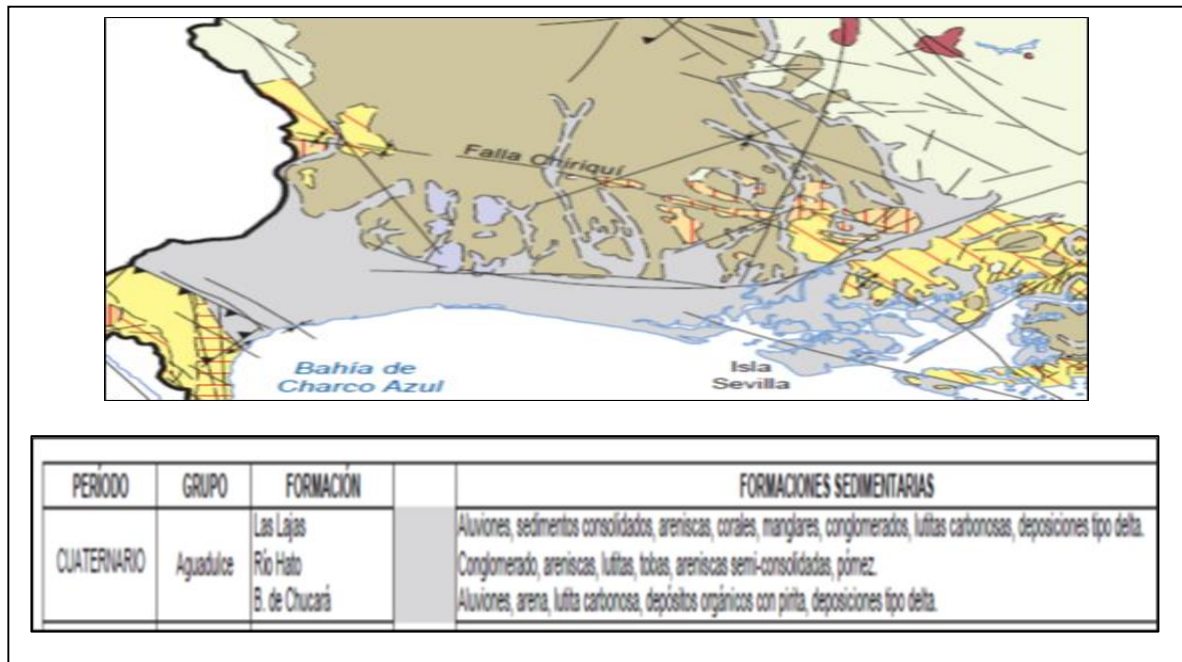 Falla Chiriquí
Bahía de
Charco Azul
Isla
Sevilla
PERÍODO GRUPO FORMACIÓN FORMACIONES SEDIMENTARIAS
CUATERNARIO Aguadulce
Las Lajas Aluviones, sedimentos consolidados, areniscas, corales, manglares, conglomerados, lutitas carbonosas, deposiciones tipo delta.
Río Hato Conglomerado, areniscas, lutitas, tobas, areniscas semi-consolidadas, pómez.
B. de Chucará Aluviones, arena, lutita carbonosa, depósitos orgánicos con pirita, deposiciones tipo delta.